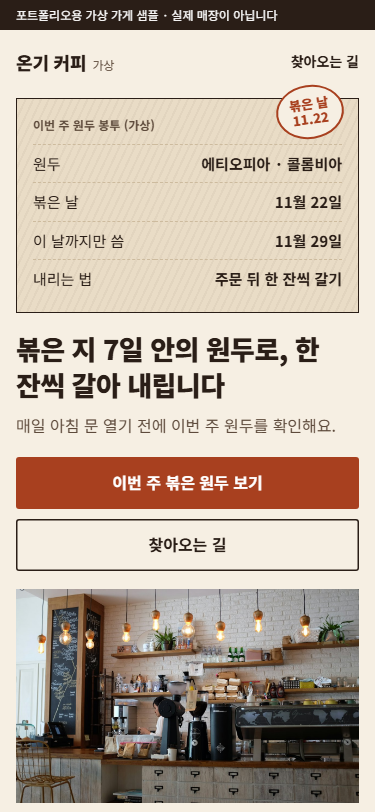 포트폴리오용 가상 가게 샘플 · 실제 매장이 아닙니다
온기 커피 가상
찾아오는 길
볶은 날
11.22
이번 주 원두 봉투 (가상)
원두 에티오피아 · 콜롬비아
볶은 날 11월 22일
이 날까지만 씀 11월 29일
내리는 법 주문 뒤 한 잔씩 갈기
볶은 지 7일 안의 원두로, 한
잔씩 갈아 내립니다
매일 아침 문 열기 전에 이번 주 원두를 확인해요.
이번 주 볶은 원두 보기
찾아오는 길